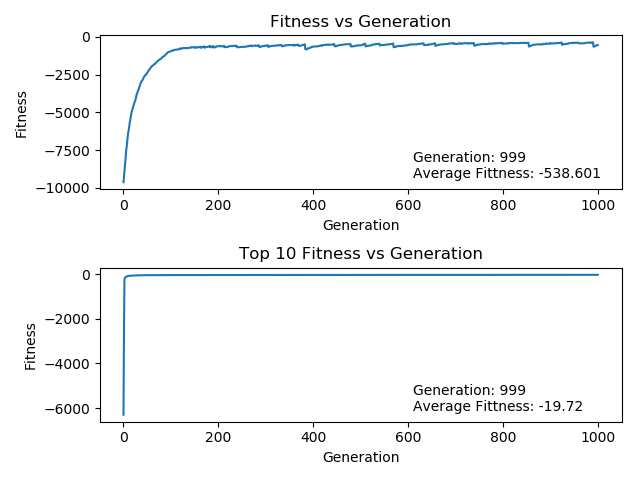 Fitness vs Generation
0
−2500
−5000
−7500
−10000
Fitness
Generation: 999
Average Fittness: -538.601
0 200 400 600 800 1000
Generation
Top 10 Fitness vs Generation
0
−2000
−4000
−6000
Fitness
Generation: 999
Average Fittness: -19.72
0 200 400 600 800 1000
Generation